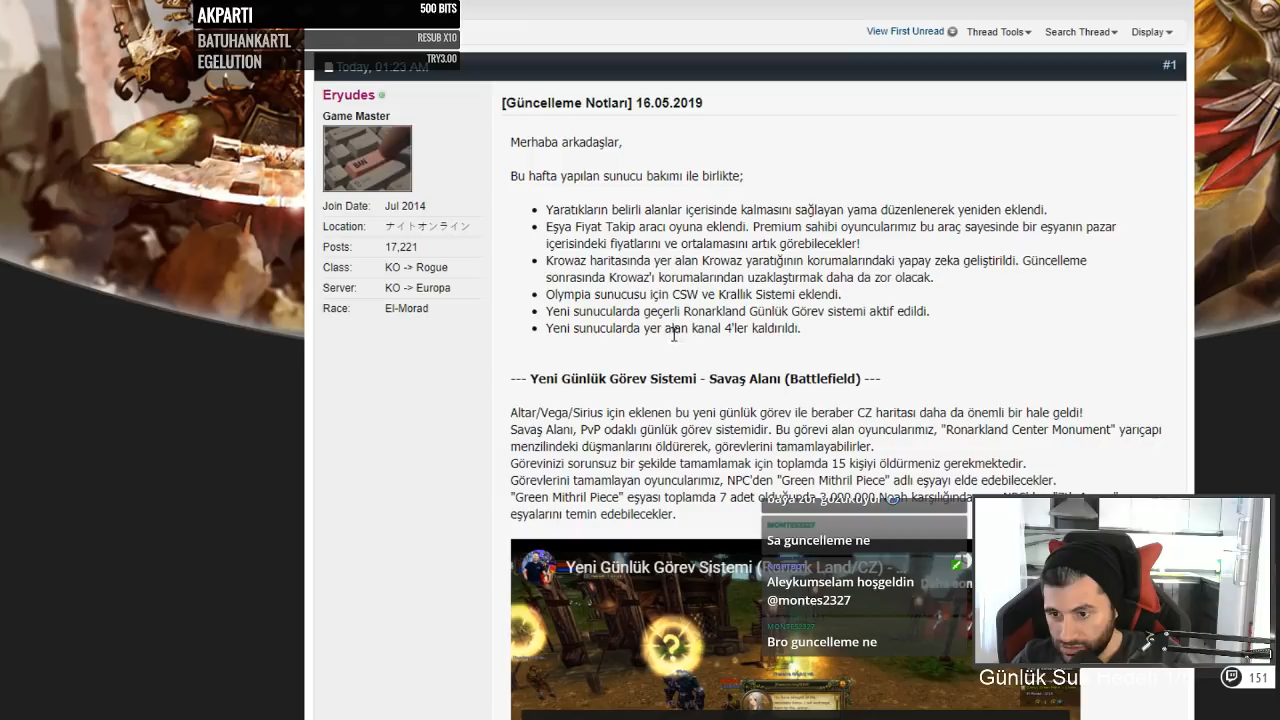 AKPARTI
500 BITS
BATUHANKARTL
RESUB X10
EGELUTION
TRY3.00
View First Unread
Thread Tools
Search Thread
Display
Today, 01:23 AM
#1
Eryudes
Game Master
Join Date: Jul 2014
Location: ナイトオンライン
Posts: 17,221
Class: KO -> Rogue
Server: KO -> Europa
Race: El-Morad
[Güncelleme Notları] 16.05.2019
Merhaba arkadaşlar,
Bu hafta yapılan sunucu bakımı ile birlikte;
• Yaratıkların belirli alanlar içerisinde kalmasını sağlayan yama düzenlenerek yeniden eklendi.
• Eşya Fiyat Takip aracı oyuna eklendi. Premium sahibi oyuncularımız bu araç sayesinde bir eşyanın pazar
içerisindeki fiyatlarını ve ortalamasını artık görebilecekler!
• Krowaz haritasında yer alan Krowaz yaratığının korumalarındaki yapay zeka geliştirildi. Güncelleme
sonrasında Krowaz'ı korumalarından uzaklaştırmak daha da zor olacak.
• Olympia sunucusu için CSW ve Krallık Sistemi eklendi.
• Yeni sunucularda geçerli Ronarkland Günlük Görev sistemi aktif edildi.
• Yeni sunucularda yer alan kanal 4'ler kaldırıldı.
--- Yeni Günlük Görev Sistemi - Savaş Alanı (Battlefield) ---
Altar/Vega/Sirius için eklenen bu yeni günlük görev ile beraber CZ haritası daha da önemli bir hale geldi!
Savaş Alanı, PvP odaklı günlük görev sistemidir. Bu görevi alan oyuncularımız, "Ronarkland Center Monument" yarıçapı
menzilindeki düşmanlarını öldürerek, görevlerini tamamlayabilirler.
Görevinizi sorunsuz bir şekilde tamamlamak için toplamda 15 kişiyi öldürmeniz gerekmektedir.
Görevlerini tamamlayan oyuncularımız, NPC'den "Green Mithril Piece" adlı eşyayı elde edebilecekler.
"Green Mithril Piece" eşyası toplamda 7 adet olduğunda
eşyalarını temin edebilecekler.
Yeni Günlük Görev Sistemi (Ronark Land/CZ) - ...
MONTES2327
Sa guncelleme ne
Aleykumselam hoşgeldin
@montes2327
MONTES2327
Bro guncelleme ne
Günlük Sub Hedefi
151